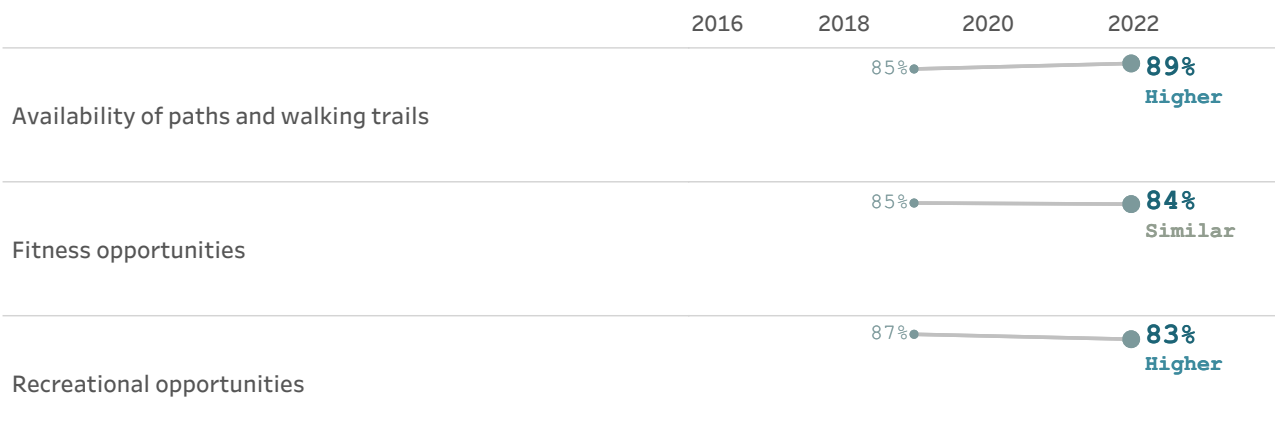 2016 2018 2020 2022
85% 89%
Higher
Availability of paths and walking trails
85% 84%
Similar
Fitness opportunities
87% 83%
Higher
Recreational opportunities